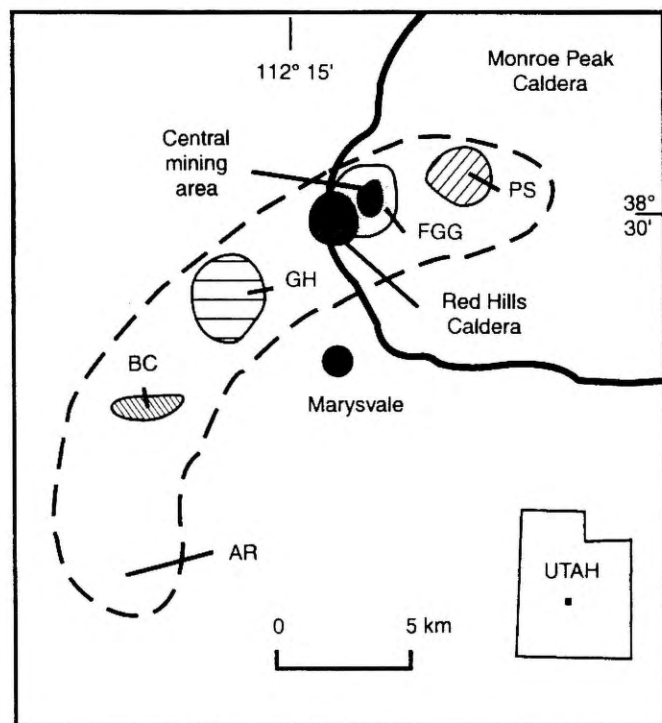 112° 15'
Monroe Peak
Caldera
Central
mining
area
PS
38°
30'
FGG
GH
Red Hills
Caldera
BC
Marysvale
AR
UTAH
0
5 km